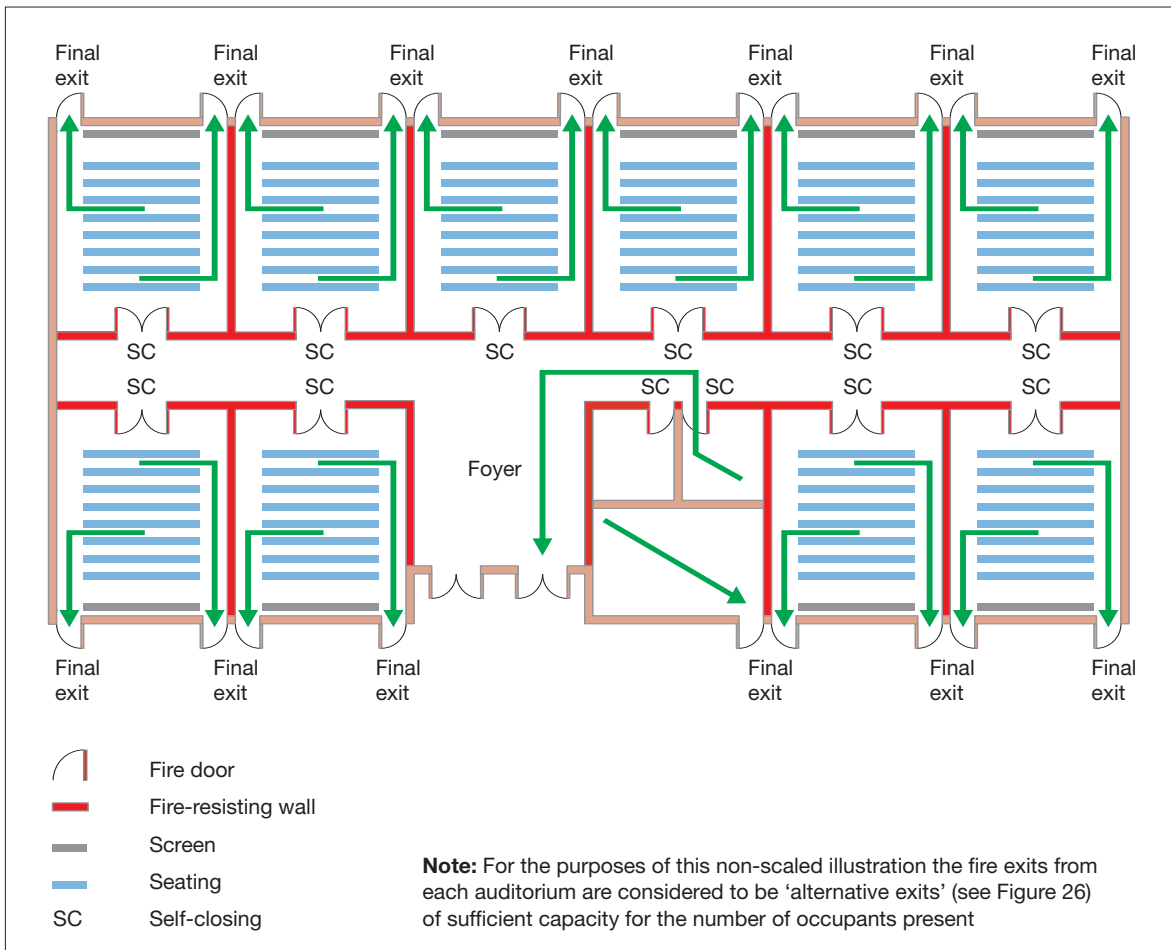 Final
exit
Final
exit
Final
exit
Final
exit
Final
exit
Final
exit
Final
exit
SC
SC
SC
SC
SC
SC
SC
SC
SC
SC
SC
SC
Foyer
Final
exit
Final
exit
Final
exit
Final
exit
Final
exit
Final
exit
Fire door
Fire-resisting wall
Screen
Seating
SC Self-closing
Note: For the purposes of this non-scaled illustration the fire exits from
each auditorium are considered to be ‘alternative exits’ (see Figure 26)
of sufficient capacity for the number of occupants present